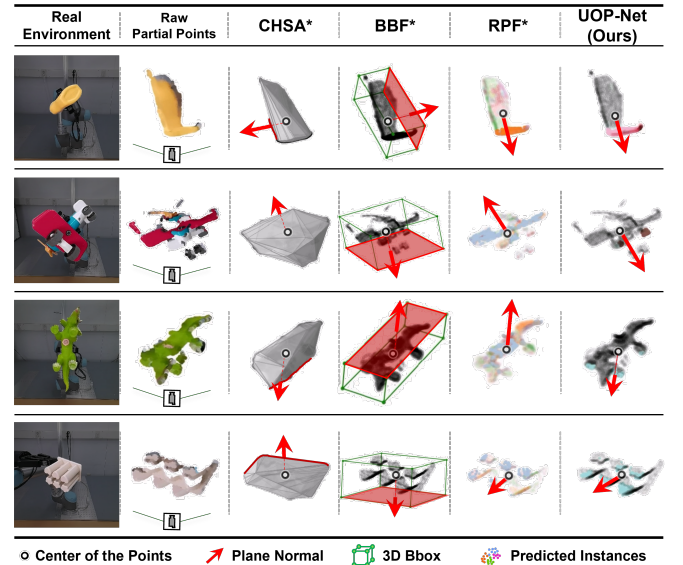 Real
Environment
Raw
Partial Points
CHSA*
BBF*
RPF*
UOP-Net
(Ours)
Center of the Points
Plane Normal
3D Bbox
Predicted Instances